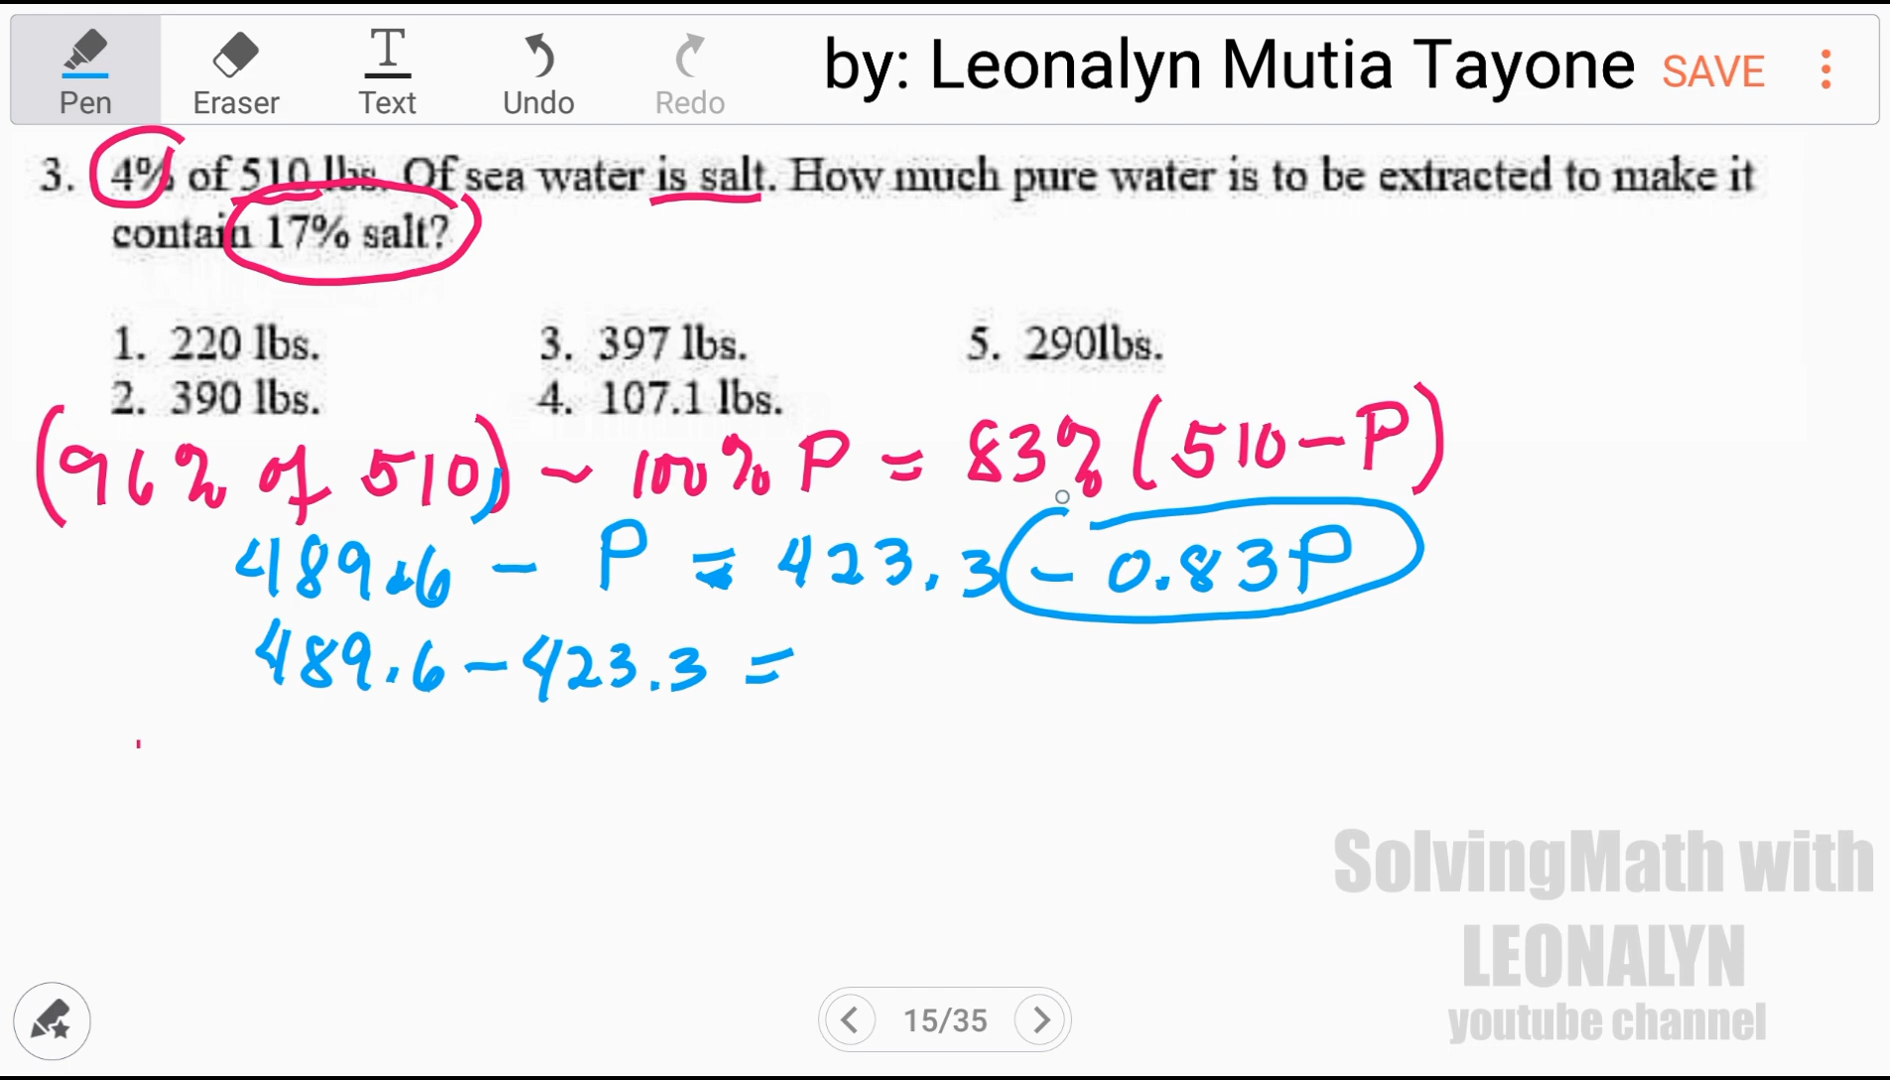 Pen
Eraser
Text
Undo
Redo
by: Leonalyn Mutia Tayone
SAVE
3. 4% of 510 lbs. Of sea water is salt. How much pure water is to be extracted to make it
contain 17% salt?
1. 220 lbs.
3. 397 lbs.
5. 290lbs.
2. 390 lbs.
4. 107.1 lbs.
(96% of 510) - 100% P = 83% (510 - P)
489.6 - P = 423.3 - 0.83P
489.6 - 423.3 =
SolvingMath with
LEONALYN
youtube channel
15/35